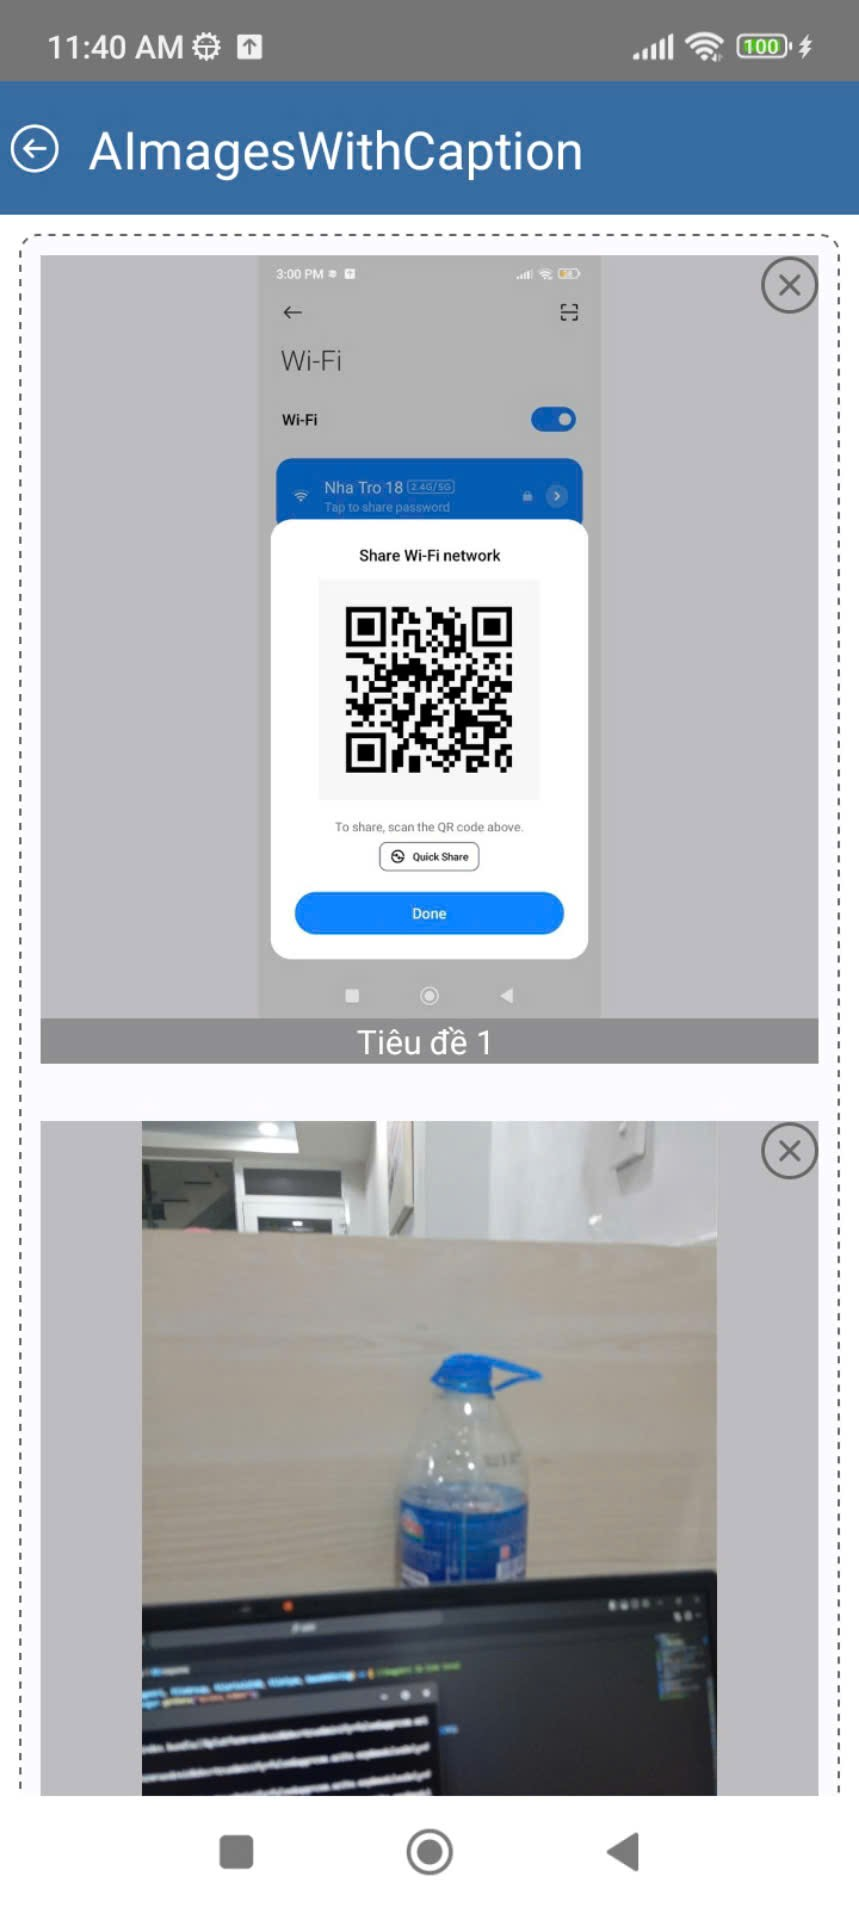 11:40 AM
100
AImagesWithCaption
3:00 PM
Wi-Fi
Wi-Fi
Nha Tro 18 2.4G/5G
Tap to share password
Share Wi-Fi network
To share, scan the QR code above.
Quick Share
Done
Tiêu đề 1